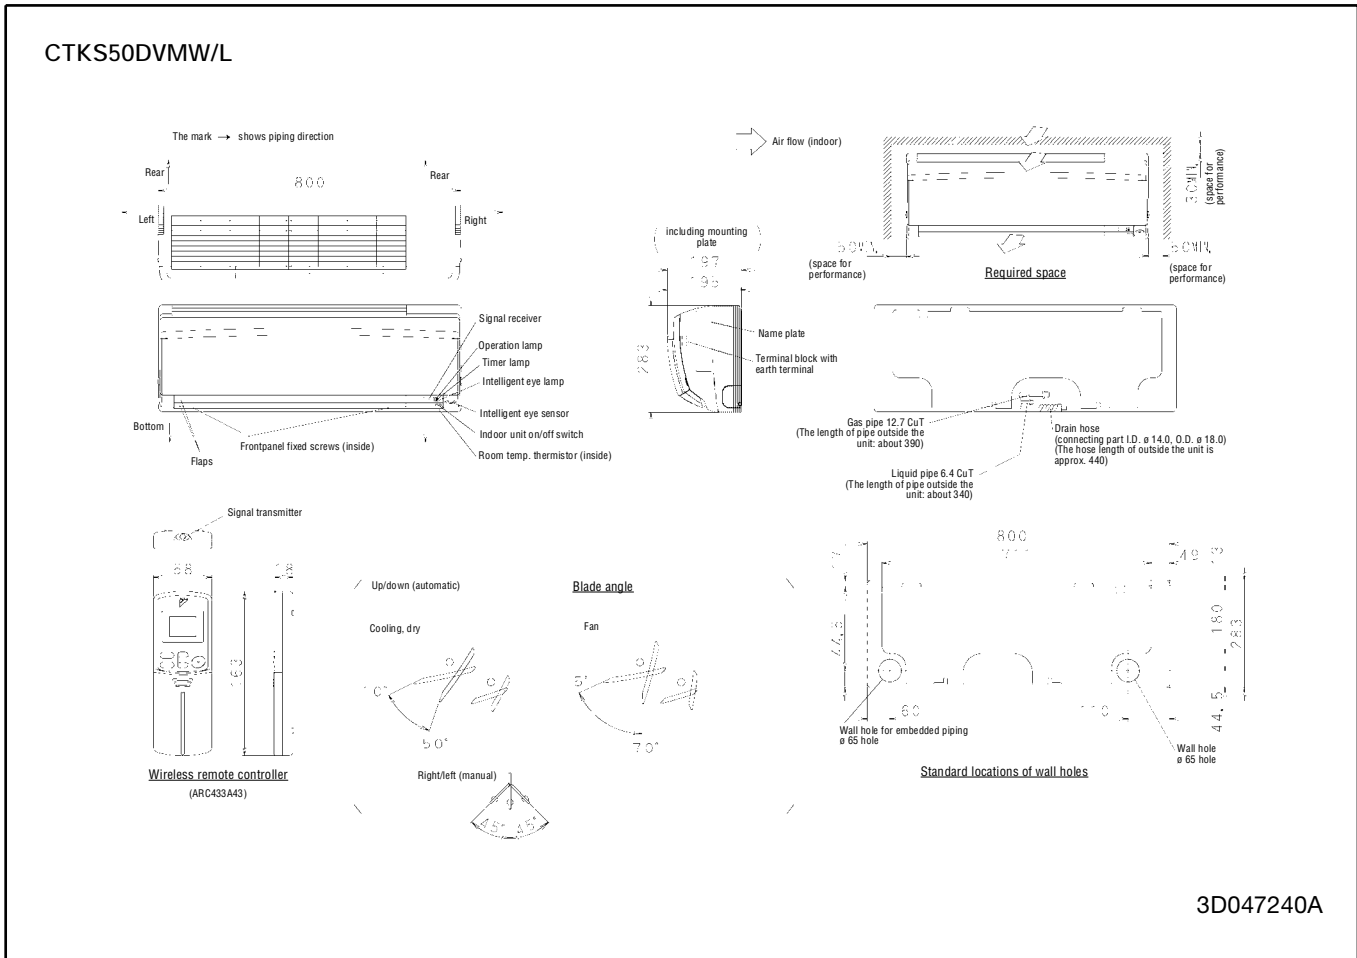 CTKS50DVMW/L
The mark → shows piping direction
Rear
Rear
800
Left
Right
Air flow (indoor)
(space for
performance)
(space for
performance)
(space for
performance)
Required space
including mounting
plate
283
Name plate
Terminal block with
earth terminal
Signal receiver
Operation lamp
Timer lamp
Intelligent eye lamp
Intelligent eye sensor
Indoor unit on/off switch
Room temp. thermistor (inside)
Bottom
Frontpanel fixed screws (inside)
Flaps
Gas pipe 12.7 CuT
(The length of pipe outside the
unit: about 390)
Drain hose
(connecting part I.D. ø 14.0, O.D. ø 18.0)
(The hose length of outside the unit is
approx. 440)
Liquid pipe 6.4 CuT
(The length of pipe outside the
unit: about 340)
Signal transmitter
Wireless remote controller
(ARC433A43)
Up/down (automatic)
Blade angle
Cooling, dry
Fan
50°
70°
Right/left (manual)
45° 45°
800
49
180
283
44.5
60
Wall hole for embedded piping
ø 65 hole
Wall hole
ø 65 hole
Standard locations of wall holes
3D047240A